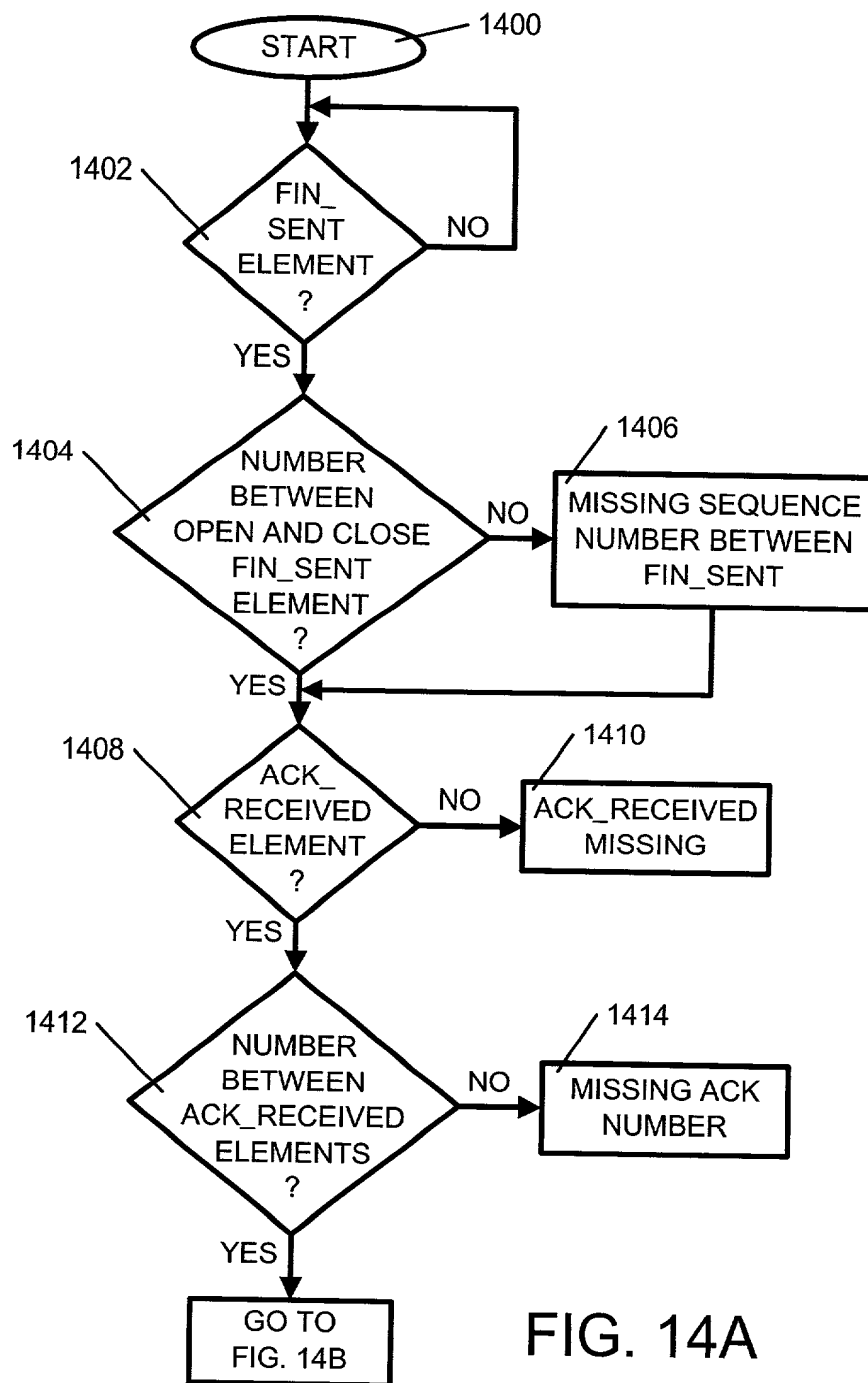 START
1400
1402
FIN_
SENT
ELEMENT
?
NO
YES
1404
NUMBER
BETWEEN
OPEN AND CLOSE
FIN_SENT
ELEMENT
?
NO
1406
MISSING SEQUENCE
NUMBER BETWEEN
FIN_SENT
YES
1408
ACK_
RECEIVED
ELEMENT
?
NO
1410
ACK_RECEIVED
MISSING
YES
1412
NUMBER
BETWEEN
ACK_RECEIVED
ELEMENTS
?
NO
1414
MISSING ACK
NUMBER
YES
GO TO
FIG. 14B
FIG. 14A